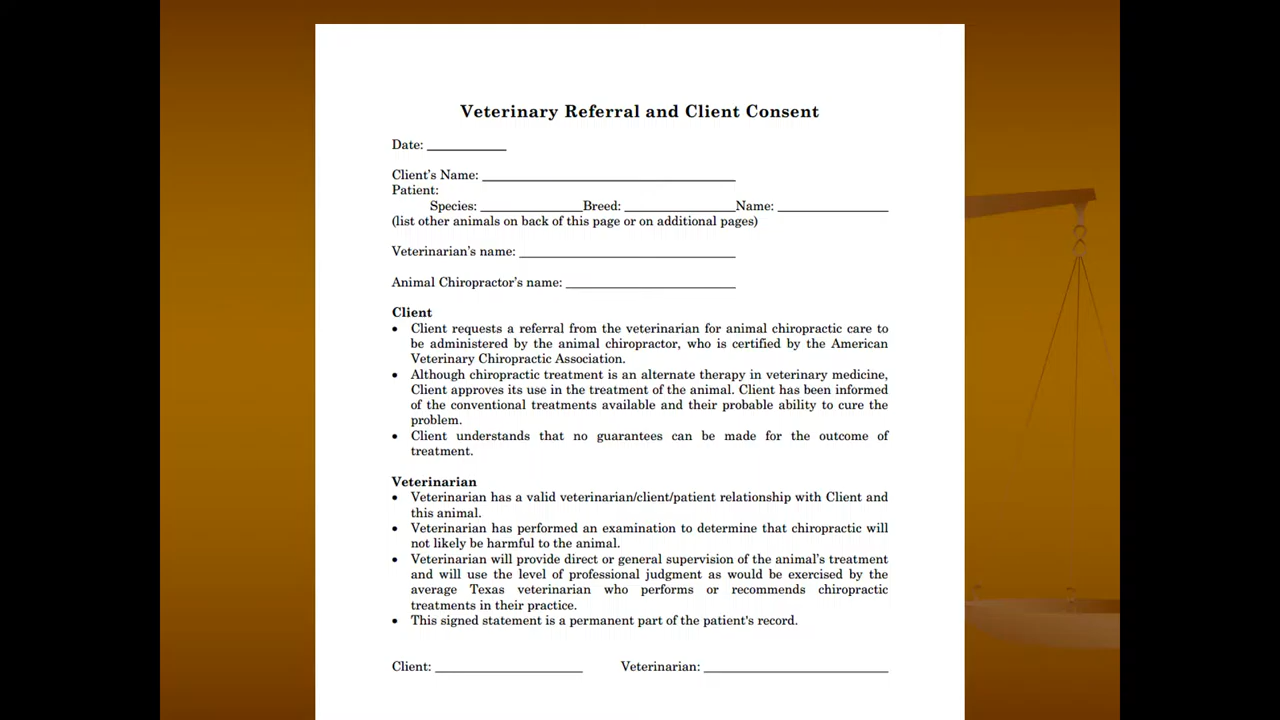 Veterinary Referral and Client Consent
Date: ____________
Client's Name: ______________________________________
Patient:
Species: _______________Breed: ________________Name: ________________
(list other animals on back of this page or on additional pages)
Veterinarian's name: ________________________________
Animal Chiropractor's name: _________________________
Client
• Client requests a referral from the veterinarian for animal chiropractic care to
be administered by the animal chiropractor, who is certified by the American
Veterinary Chiropractic Association.
• Although chiropractic treatment is an alternate therapy in veterinary medicine,
Client approves its use in the treatment of the animal. Client has been informed
of the conventional treatments available and their probable ability to cure the
problem.
• Client understands that no guarantees can be made for the outcome of
treatment.
Veterinarian
• Veterinarian has a valid veterinarian/client/patient relationship with Client and
this animal.
• Veterinarian has performed an examination to determine that chiropractic will
not likely be harmful to the animal.
• Veterinarian will provide direct or general supervision of the animal's treatment
and will use the level of professional judgment as would be exercised by the
average Texas veterinarian who performs or recommends chiropractic
treatments in their practice.
• This signed statement is a permanent part of the patient's record.
Client: ______________________ Veterinarian: ____________________________